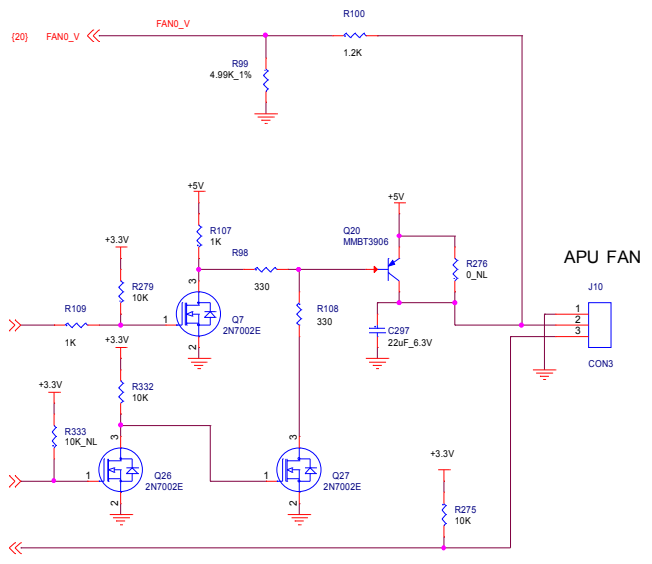 R100
FAN0_V
{20} FAN0_V
1.2K
R99
4.99K_1%
+5V
+5V
R107
1K
Q20
MMBT3906
+3.3V
R98
R276
0_NL
APU FAN
R279
10K
3
330
J10
R109
Q7
2N7002E
R108
330
1
1
2
3
1K
C297
22uF_6.3V
2
+3.3V
CON3
R332
10K
+3.3V
R333
10K_NL
3
3
+3.3V
1
Q26
2N7002E
1
Q27
2N7002E
2
2
R275
10K